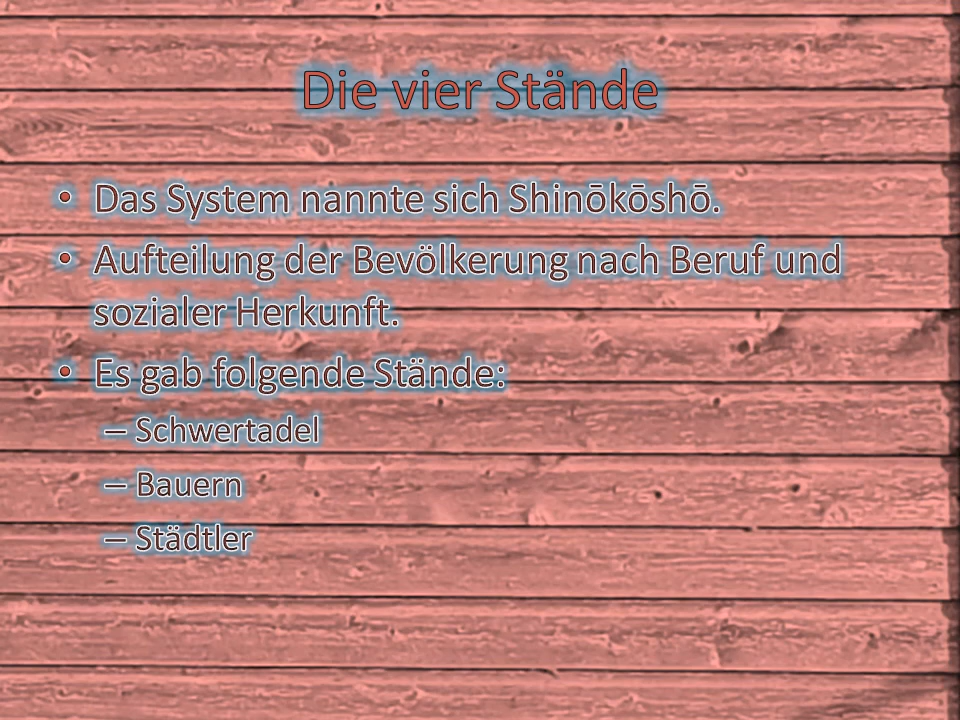 Die vier Stände
• Das System nannte sich Shinōkōshō.
• Aufteilung der Bevölkerung nach Beruf und
sozialer Herkunft.
• Es gab folgende Stände:
– Schwertadel
– Bauern
– Städtler